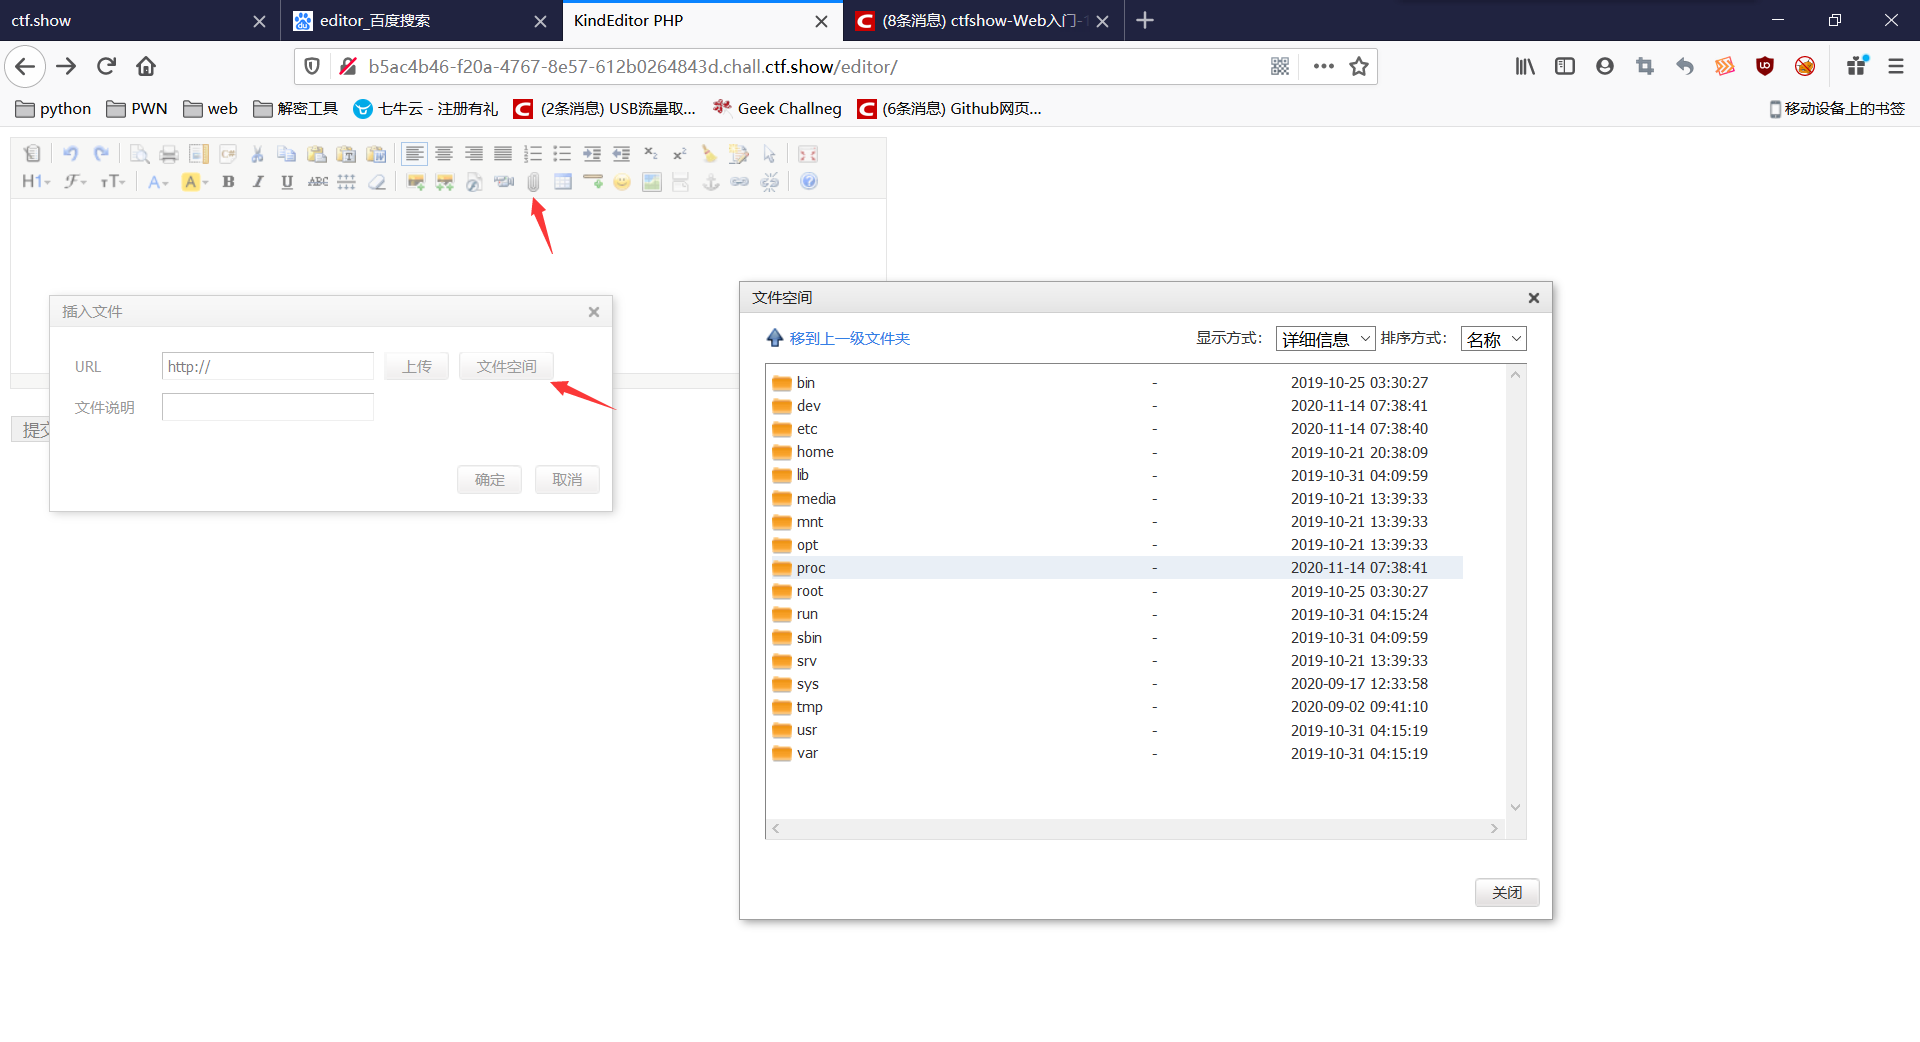 ctf.show
editor_百度搜索
KindEditor PHP
(8条消息) ctfshow-Web入门-
b5ac4b46-f20a-4767-8e57-612b0264843d.chall.ctf.show/editor/
python
PWN
web
解密工具
七牛云 - 注册有礼
(2条消息) USB流量取...
Geek Challneg
(6条消息) Github网页...
移动设备上的书签
插入文件
URL
http://
上传
文件空间
文件说明
提交
确定
取消
文件空间
移到上一级文件夹
显示方式:
详细信息
排序方式:
名称
bin - 2019-10-25 03:30:27
dev - 2020-11-14 07:38:41
etc - 2020-11-14 07:38:40
home - 2019-10-21 20:38:09
lib - 2019-10-31 04:09:59
media - 2019-10-21 13:39:33
mnt - 2019-10-21 13:39:33
opt - 2019-10-21 13:39:33
proc - 2020-11-14 07:38:41
root - 2019-10-25 03:30:27
run - 2019-10-31 04:15:24
sbin - 2019-10-31 04:09:59
srv - 2019-10-21 13:39:33
sys - 2020-09-17 12:33:58
tmp - 2020-09-02 09:41:10
usr - 2019-10-31 04:15:19
var - 2019-10-31 04:15:19
关闭